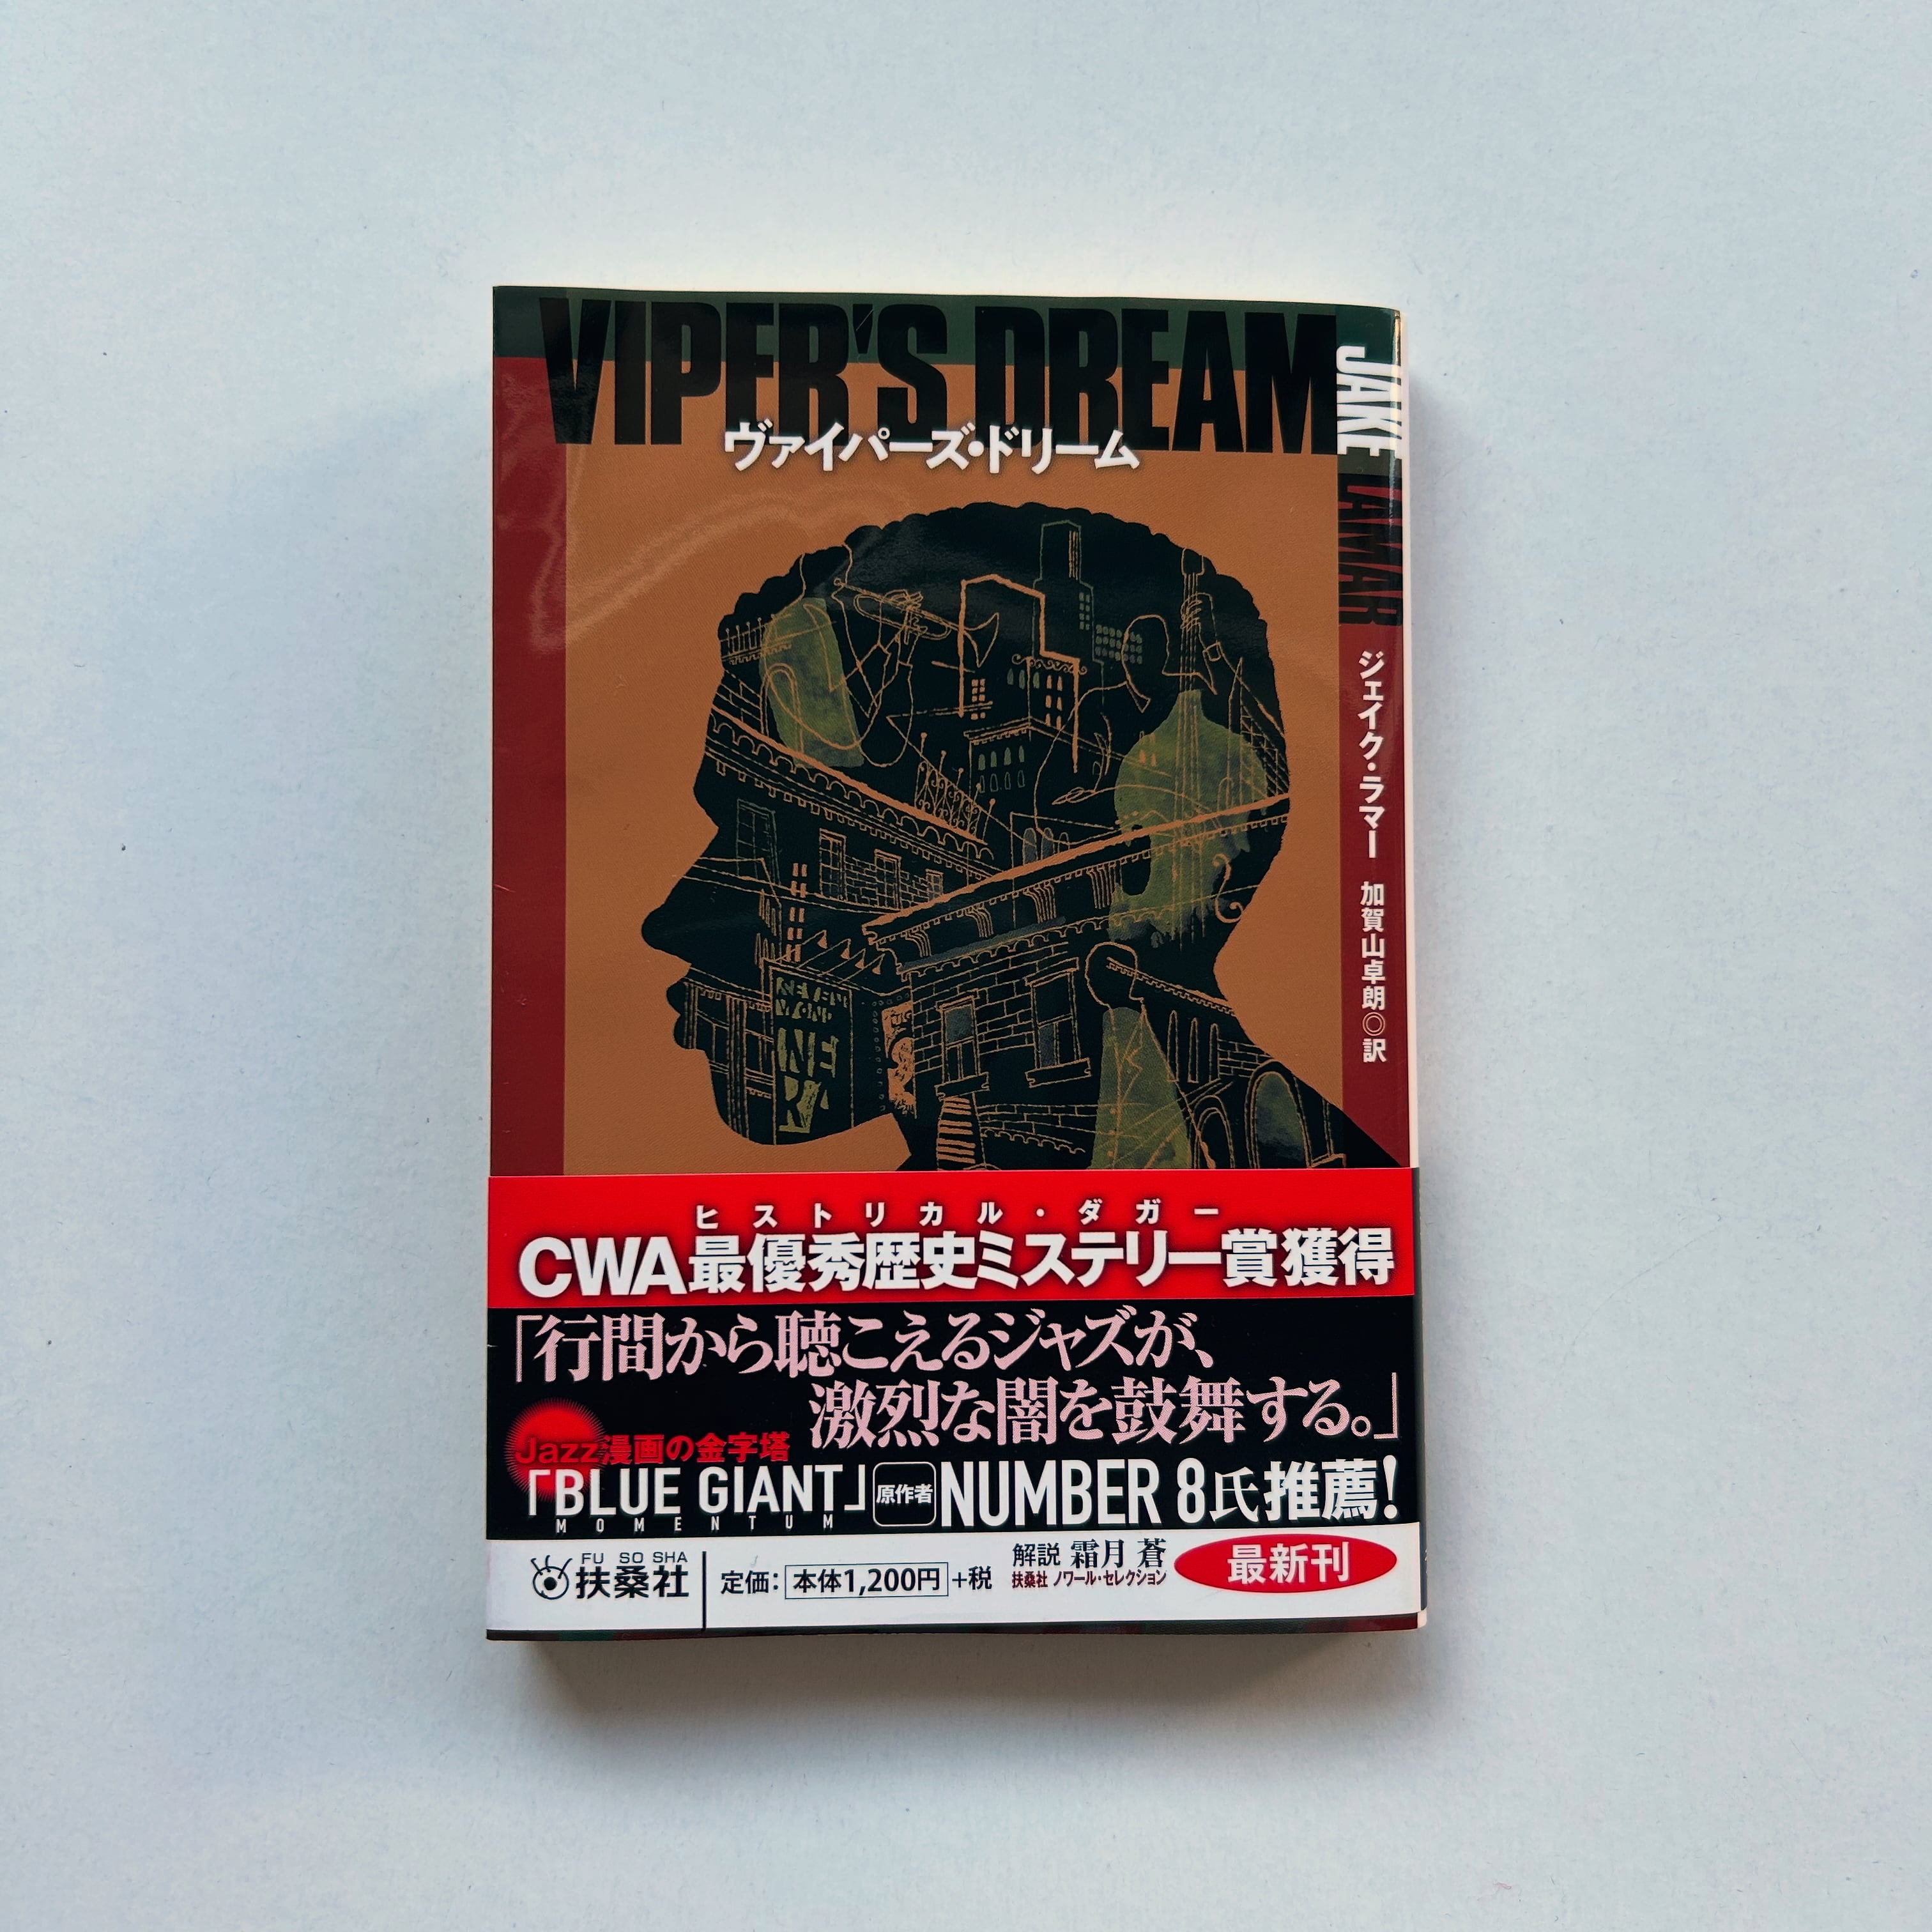 VIPER'S DREAM
ヴァイパーズ・ドリーム
JAKE LAMAR
ジェイク・ラマー 加賀山卓朗◎訳
ヒストリカル・ダガー
CWA最優秀歴史ミステリー賞獲得
「行間から聴こえるジャズが、
激烈な闇を鼓舞する。」
Jazz漫画の金字塔
「BLUE GIANT」原作者 NUMBER 8氏推薦!
MOMENTUM
FU SO SHA
扶桑社
定価:本体1,200円+税
解説 霜月 蒼
扶桑社 ノワール・セレクション
最新刊